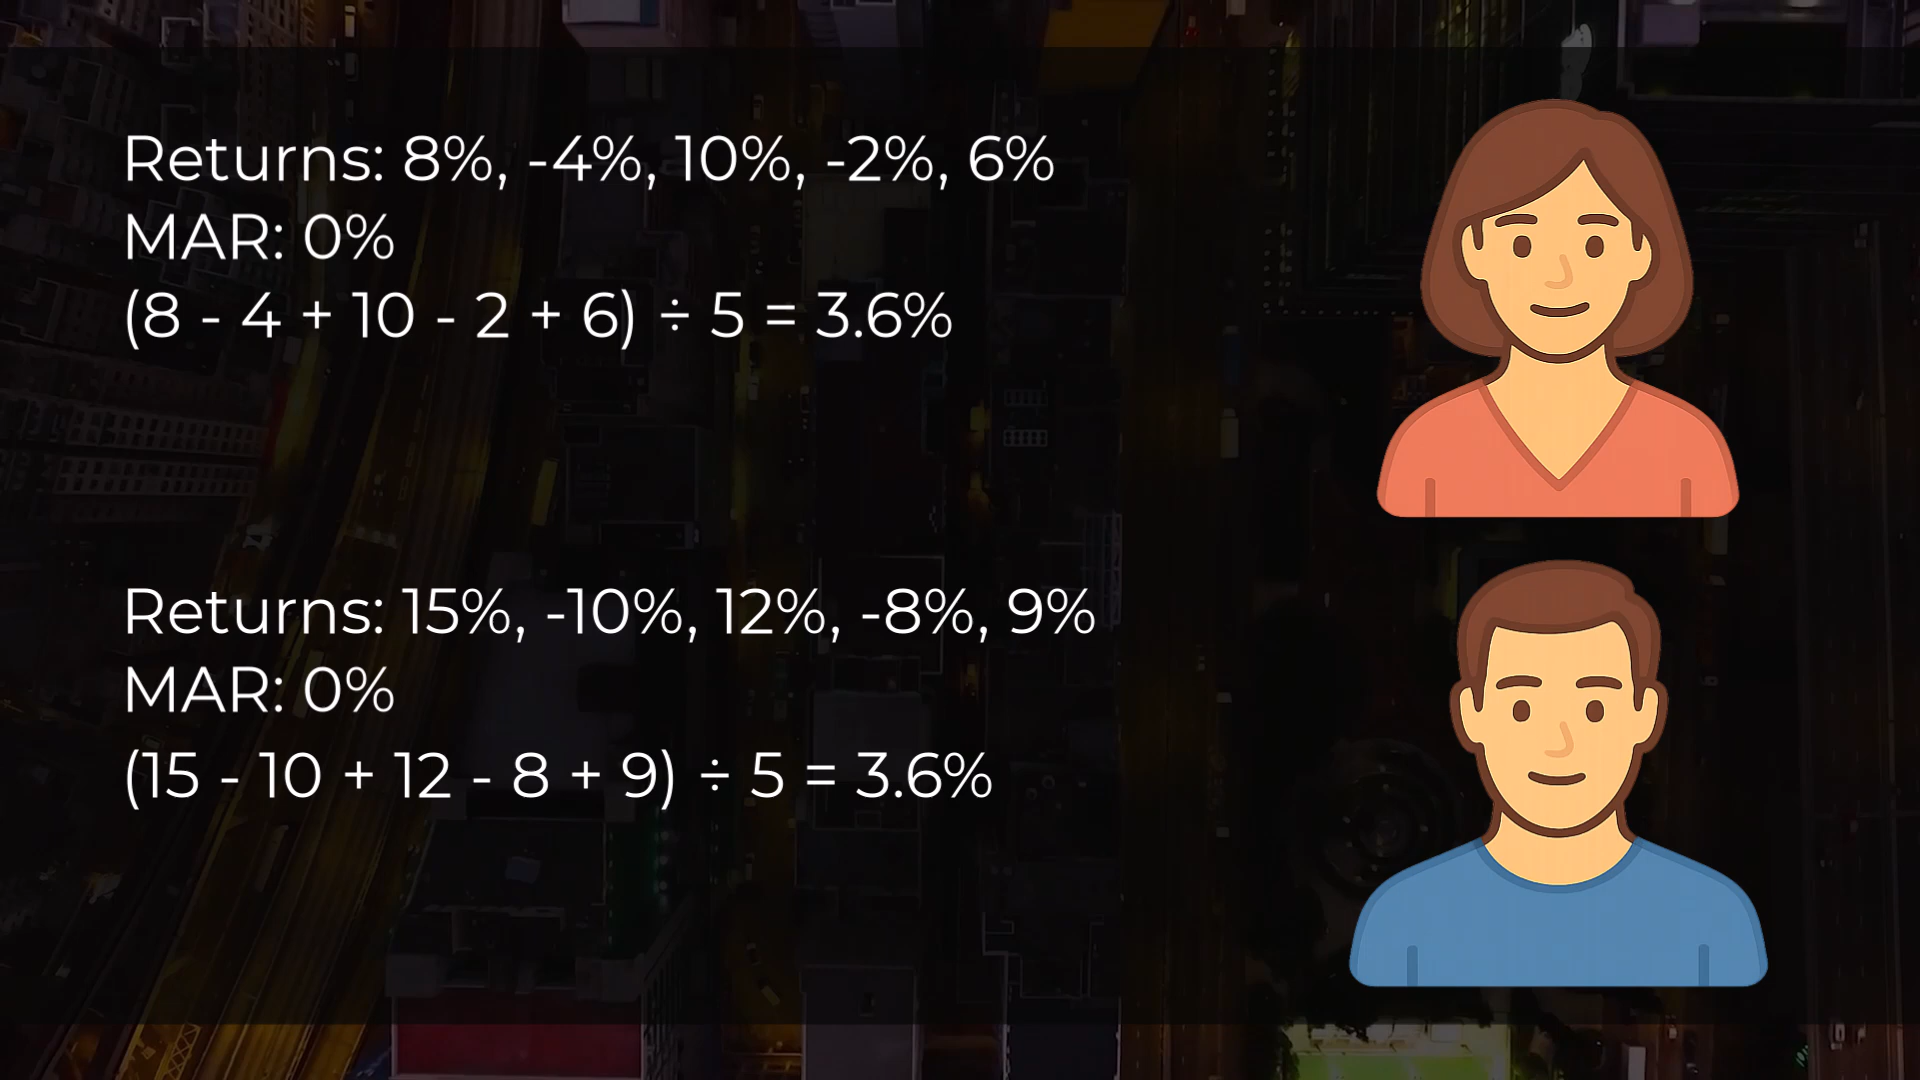 Returns: 8%, -4%, 10%, -2%, 6%
MAR: 0%
(8 - 4 + 10 - 2 + 6) ÷ 5 = 3.6%
Returns: 15%, -10%, 12%, -8%, 9%
MAR: 0%
(15 - 10 + 12 - 8 + 9) ÷ 5 = 3.6%